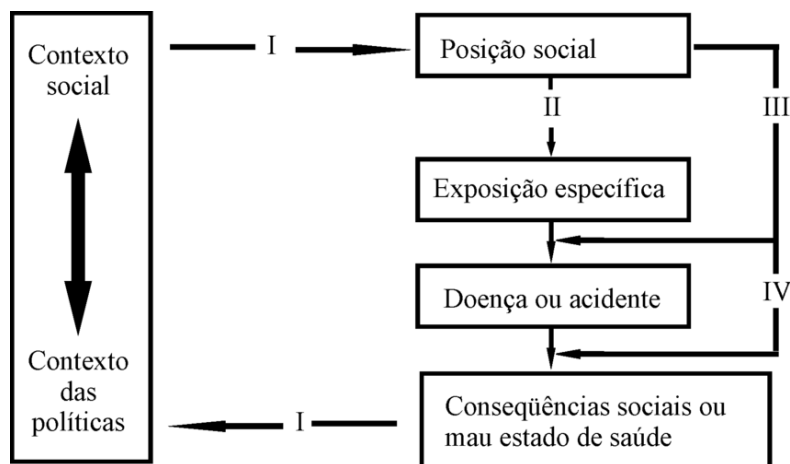 Contexto
social
Contexto
das
políticas
I
Posição social
II
III
Exposição específica
Doença ou acidente
IV
Conseqüências sociais ou
mau estado de saúde
I